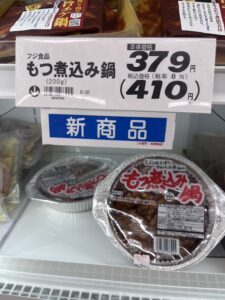 フジ食品
もつ煮込み鍋
(200g)
本体価格
379円
税込価格(税率8%)
(410円)
新商品
もつ煮込み
鍋